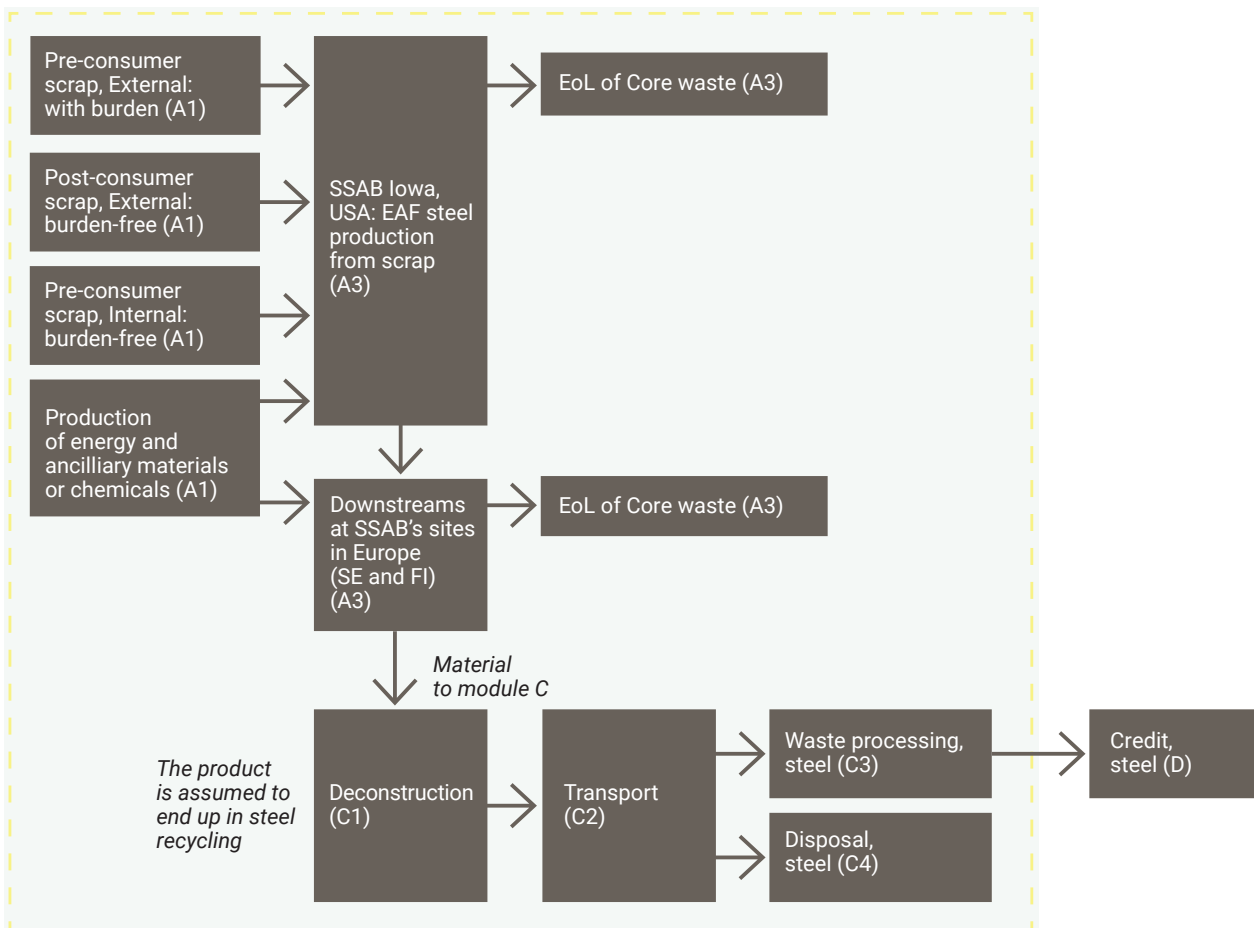 Pre-consumer
scrap, External:
with burden (A1)
Post-consumer
scrap, External:
burden-free (A1)
Pre-consumer
scrap, Internal:
burden-free (A1)
Production
of energy and
ancilliary materials
or chemicals (A1)
SSAB Iowa,
USA: EAF steel
production
from scrap
(A3)
EoL of Core waste (A3)
Downstreams
at SSAB's sites
in Europe
(SE and FI)
(A3)
EoL of Core waste (A3)
Material
to module C
The product
is assumed to
end up in steel
recycling
Deconstruction
(C1)
Transport
(C2)
Waste processing,
steel (C3)
Disposal,
steel (C4)
Credit,
steel (D)